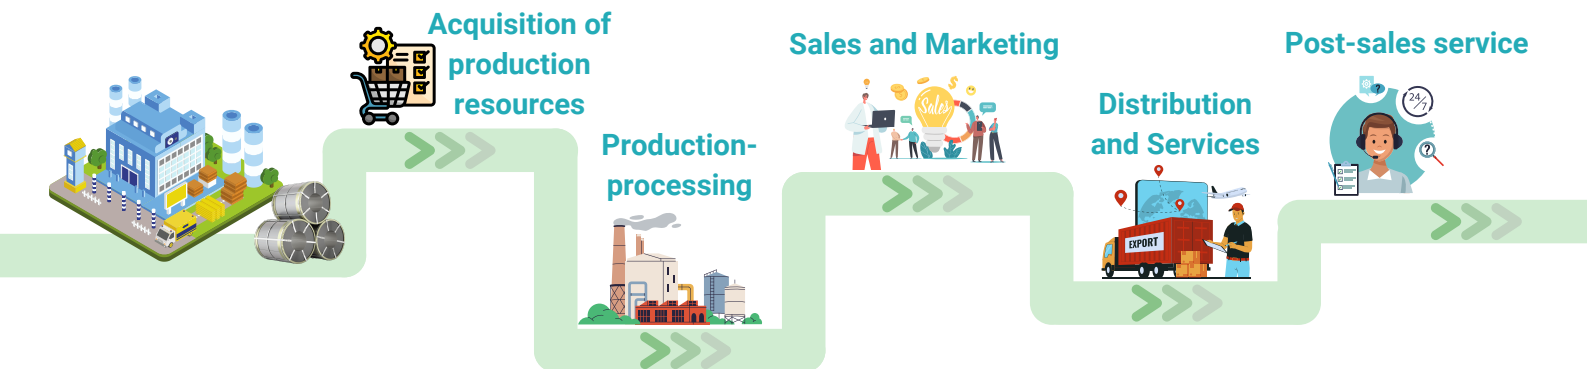 Acquisition of
production
resources
Production-
processing
Sales and Marketing
Sales
Distribution
and Services
EXPORT
Post-sales service
24/7